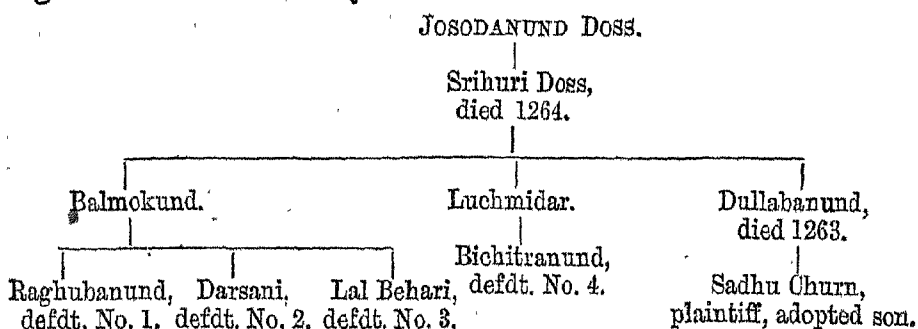 JOSODANUND DOSS.
Srihuri Doss,
died 1264.
Balmokund. Luchmidar. Dullabanund,
died 1263.
Raghubanund, Darsani, Lal Behari, Bichitranund, Sadhu Churn,
defdt. No. 1. defdt. No. 2. defdt. No. 3. defdt. No. 4. plaintiff, adopted son.